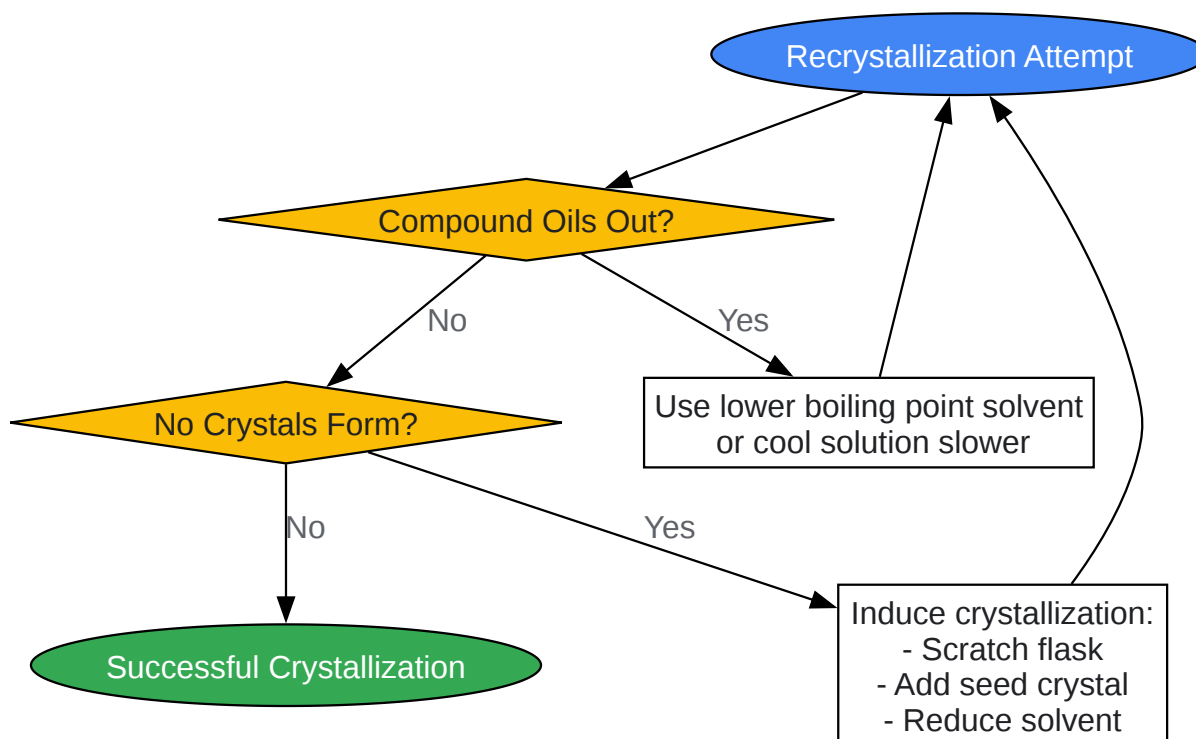 Recrystallization Attempt
Compound Oils Out?
No
Yes
Use lower boiling point solvent
or cool solution slower
No Crystals Form?
No
Yes
Successful Crystallization
Induce crystallization:
- Scratch flask
- Add seed crystal
- Reduce solvent